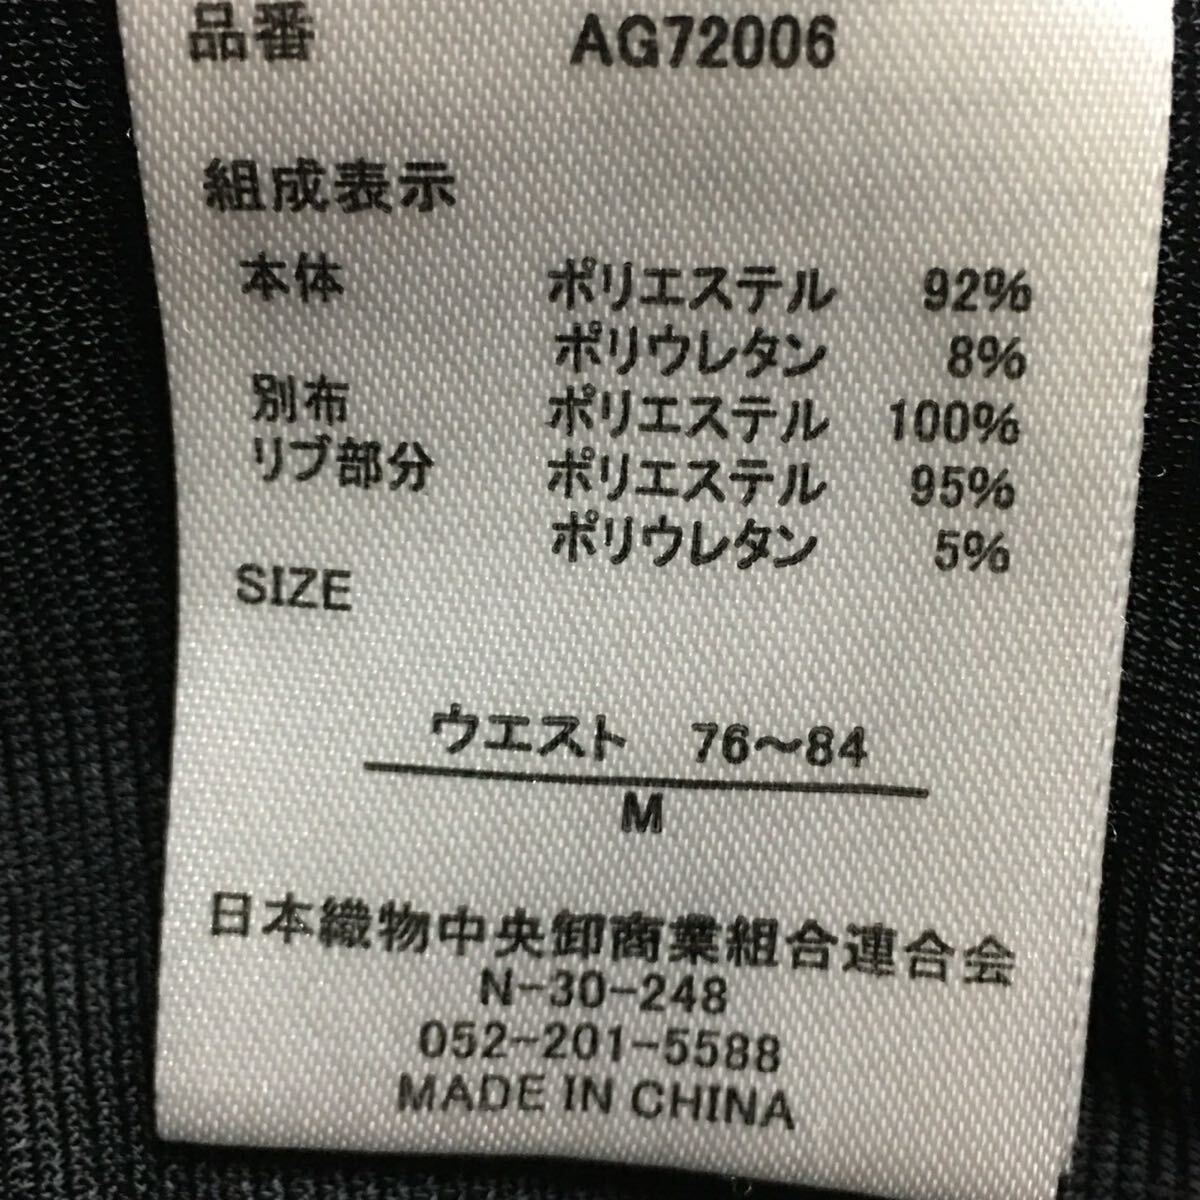 品番 AG72006
組成表示
本体 ポリエステル 92%
ポリウレタン 8%
別布 ポリエステル 100%
リブ部分 ポリエステル 95%
ポリウレタン 5%
SIZE
ウエスト 76～84
M
日本織物中央卸商業組合連合会
N-30-248
052-201-5588
MADE IN CHINA